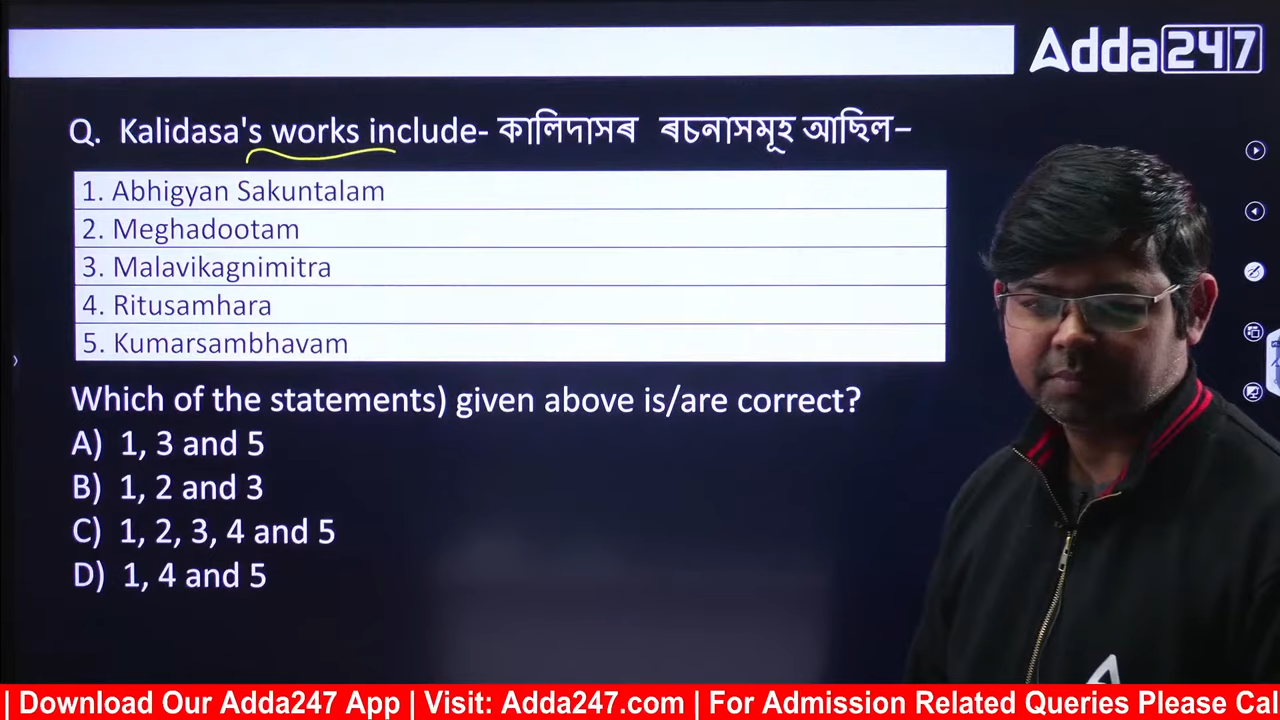 Adda247
Q. Kalidasa's works include- কালিদাসৰ ৰচনাসমূহ আছিল–
1. Abhigyan Sakuntalam
2. Meghadootam
3. Malavikagnimitra
4. Ritusamhara
5. Kumarsambhavam
Which of the statements) given above is/are correct?
A) 1, 3 and 5
B) 1, 2 and 3
C) 1, 2, 3, 4 and 5
D) 1, 4 and 5
| Download Our Adda247 App | Visit: Adda247.com | For Admission Related Queries Please Cal